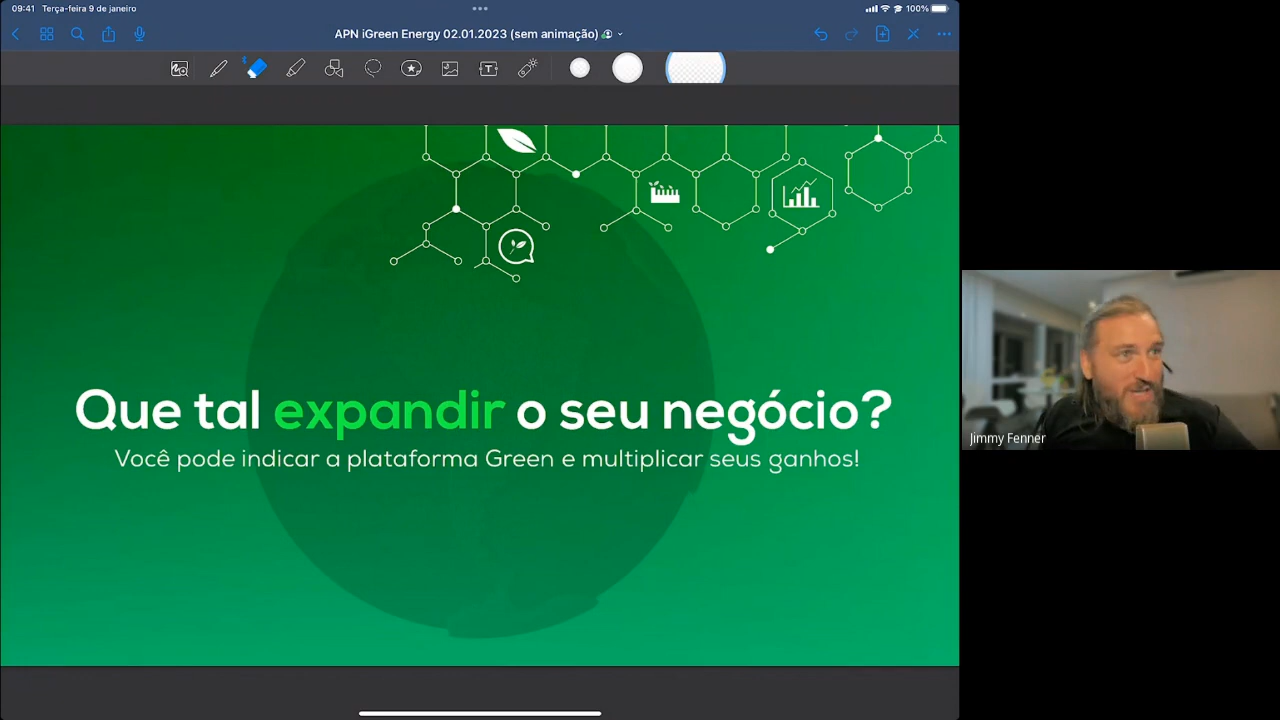 09:41 Terça-feira 9 de janeiro
100%
APN iGreen Energy 02.01.2023 (sem animação)
T
Que tal expandir o seu negócio?
Você pode indicar a plataforma Green e multiplicar seus ganhos!
Jimmy Fenner